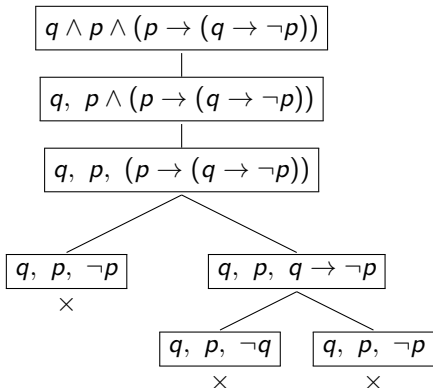 q ∧ p ∧ (p → (q → ¬p))
q, p ∧ (p → (q → ¬p))
q, p, (p → (q → ¬p))
q, p, ¬p
q, p, q → ¬p
×
q, p, ¬q
q, p, ¬p
×
×